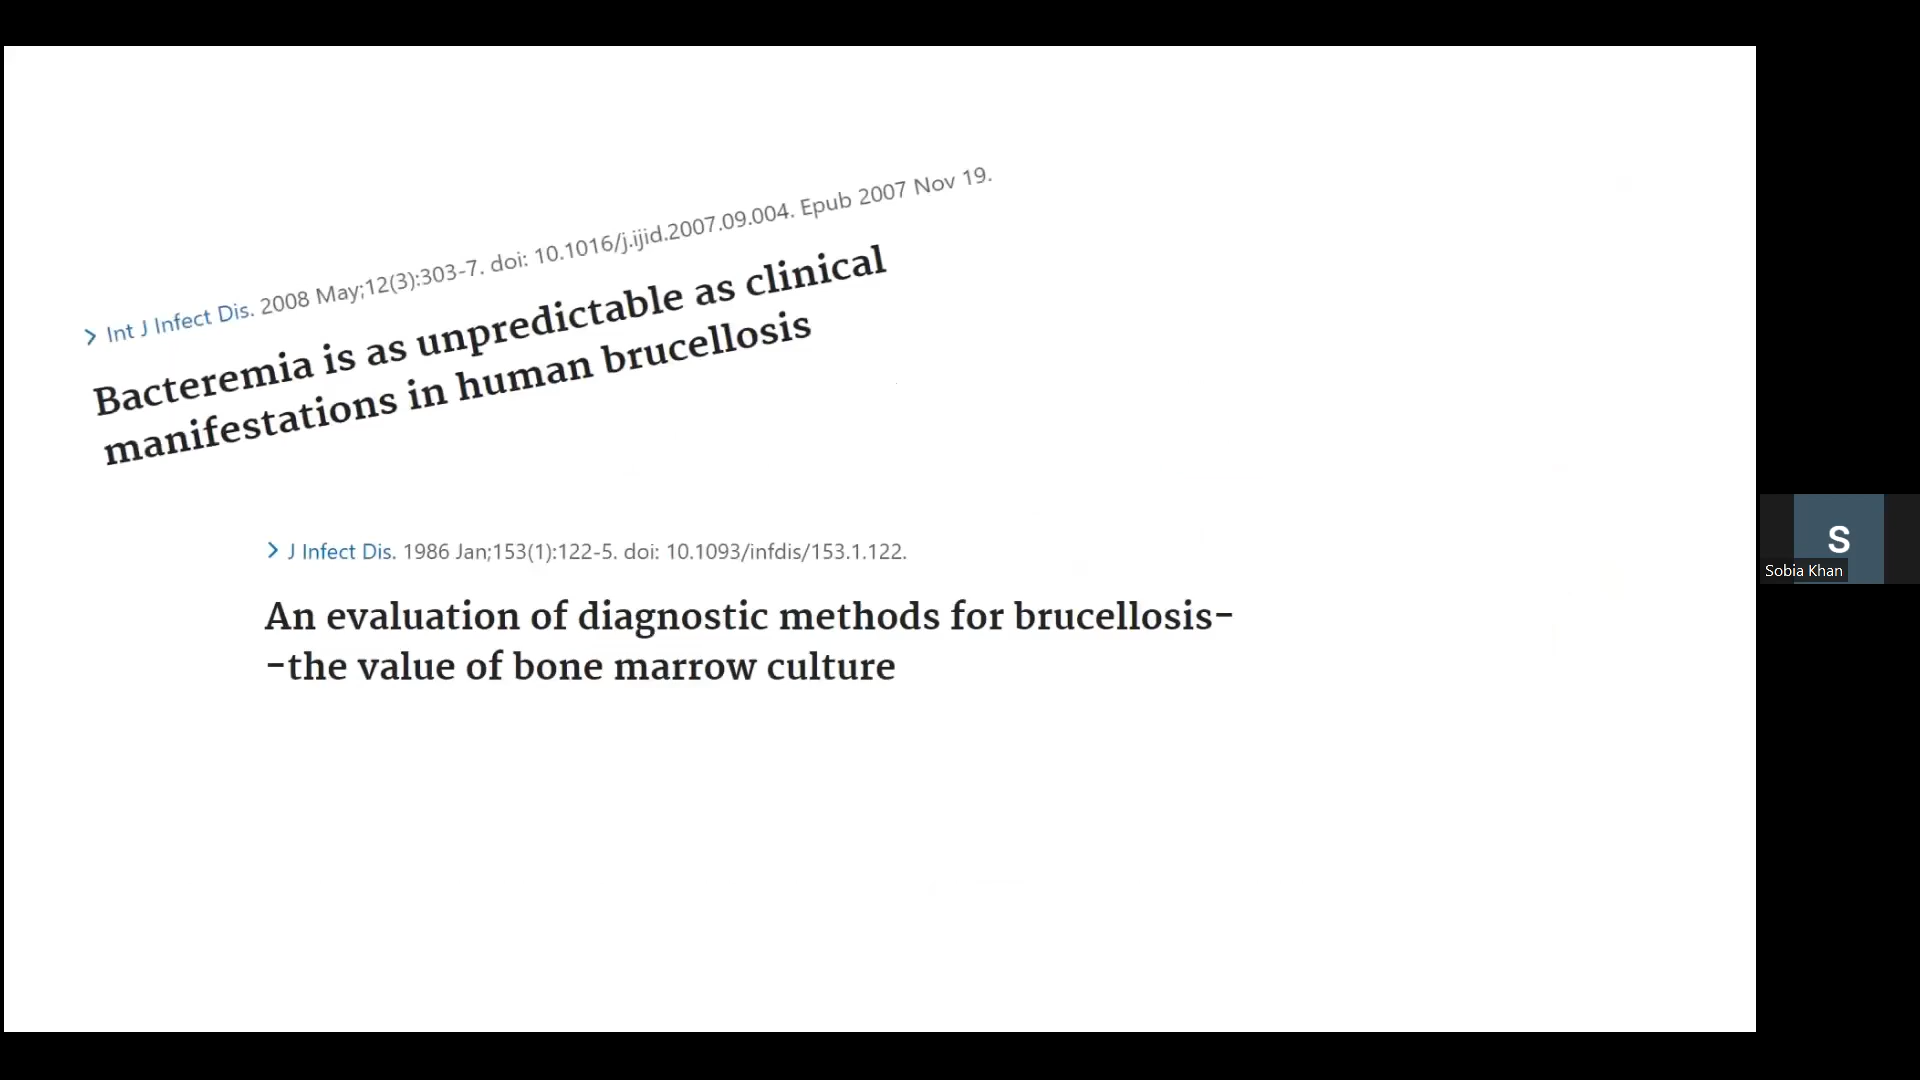 > Int J Infect Dis. 2008 May;12(3):303-7. doi: 10.1016/j.ijid.2007.09.004. Epub 2007 Nov 19.
Bacteremia is as unpredictable as clinical
manifestations in human brucellosis
> J Infect Dis. 1986 Jan;153(1):122-5. doi: 10.1093/infdis/153.1.122.
An evaluation of diagnostic methods for brucellosis-
-the value of bone marrow culture
S
Sobia Khan